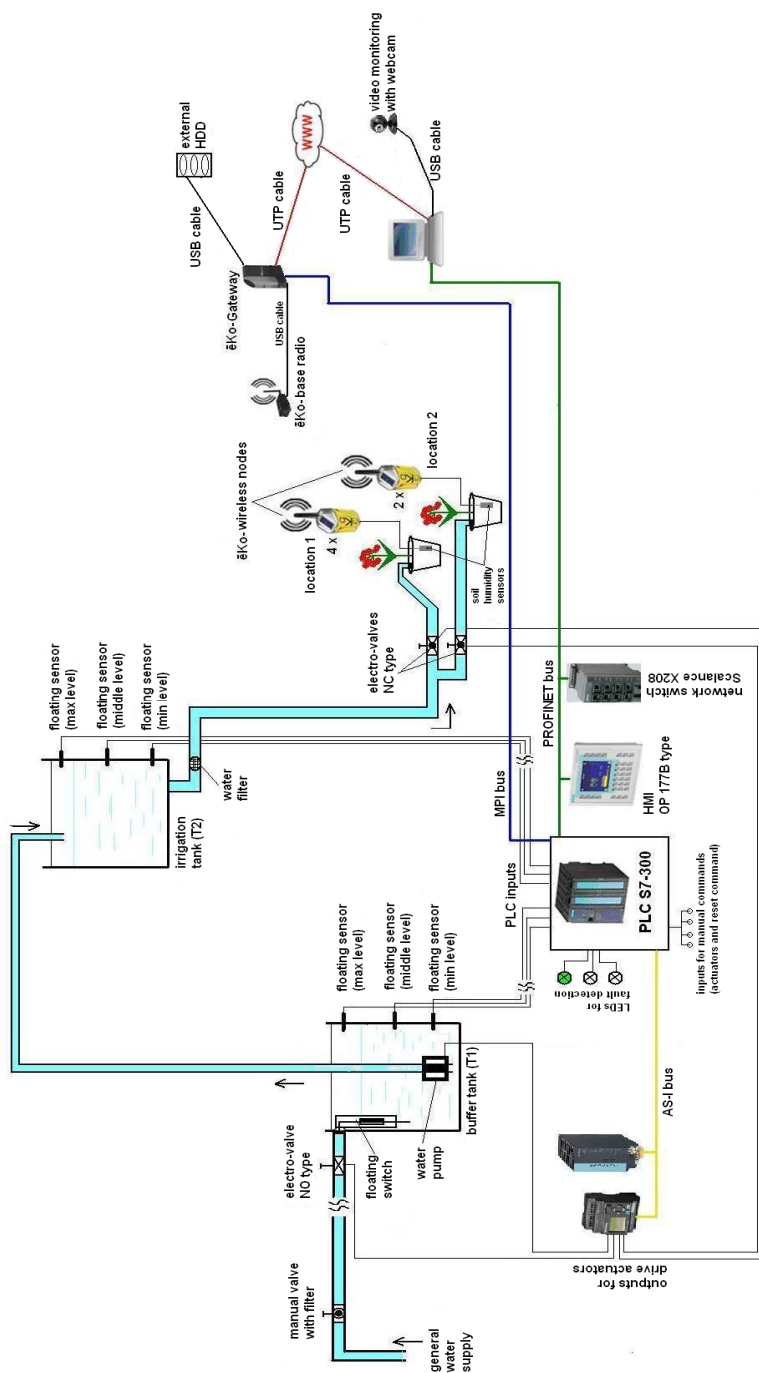 general
water
supply
manual valve
with filter
electro-valve
NO type
floating
switch
water
pump
buffer tank (T1)
floating sensor
(max level)
floating sensor
(middle level)
floating sensor
(min level)
irrigation
tank (T2)
floating sensor
(max level)
floating sensor
(middle level)
floating sensor
(min level)
water
filter
electro-valves
NC type
ēKo- wireless nodes
location 1
4 x
location 2
2 x
soil
humidity
sensors
ēKo- base radio
USB cable
ēKo-Gateway
USB cable
external
HDD
UTP cable
WWW
UTP cable
video monitoring
with webcam
USB cable
outputs for
drive actuators
AS-I bus
LEDs for
fault detection
PLC inputs
PLC S7-300
inputs for manual commands
(actuators and reset command)
MPI bus
PROFINET bus
HMI
OP 177B type
network switch
Scalance X208